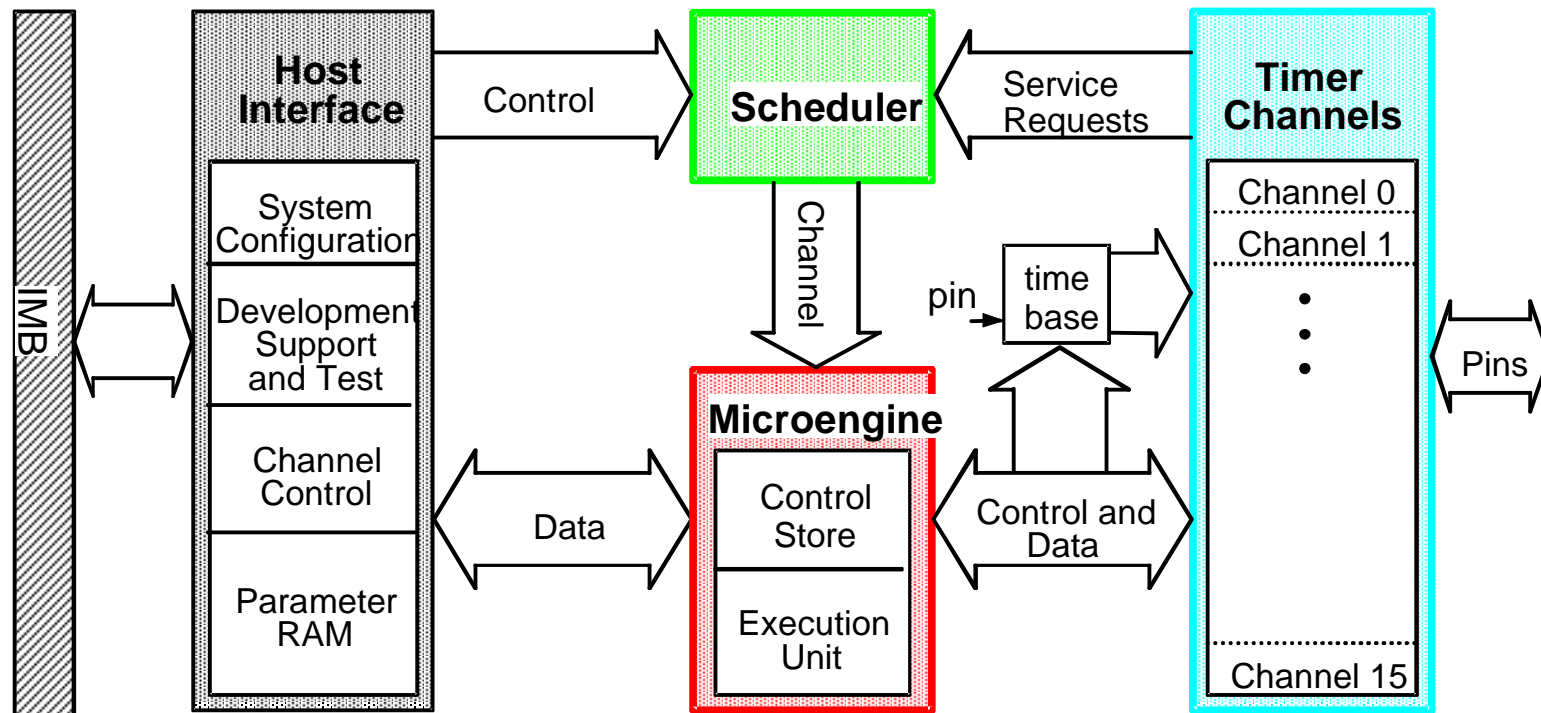 IMB
Host
Interface
System
Configuration
Development
Support
and Test
Channel
Control
Parameter
RAM
Control
Data
Scheduler
Channel
Microengine
Control
Store
Execution
Unit
Service
Requests
pin
time
base
Control and
Data
Timer
Channels
Channel 0
Channel 1
Channel 15
Pins